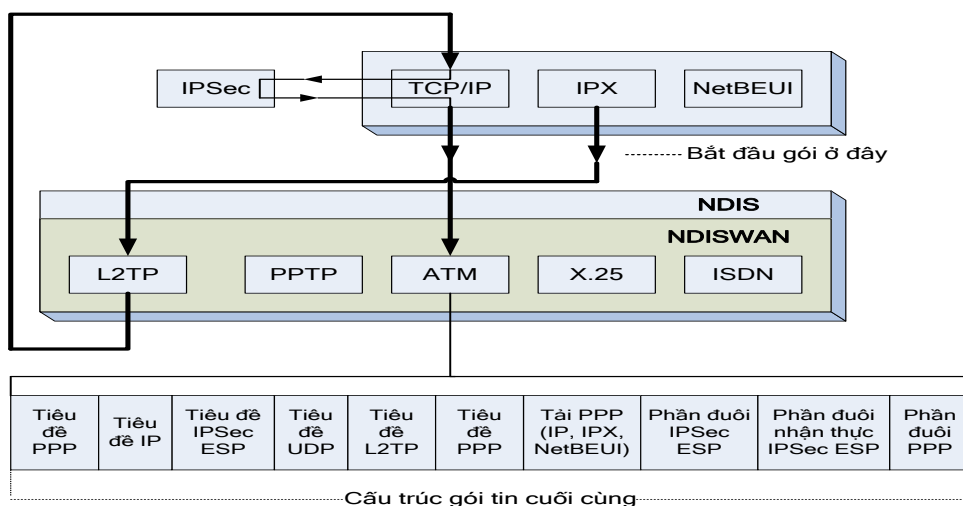 IPSec
TCP/IP
IPX
NetBEUI
Bắt đầu gói ở đây
NDIS
NDISWAN
L2TP
PPTP
ATM
X.25
ISDN
Tiêu
đề
PPP
Tiêu
đề IP
Tiêu đề
IPSec
ESP
Tiêu
đề
UDP
Tiêu
đề
L2TP
Tiêu
đề
PPP
Tải PPP
(IP, IPX,
NetBEUI)
Phần đuôi
IPSec
ESP
Phần đuôi
nhận thực
IPSec ESP
Phần
đuôi
PPP
Cấu trúc gói tin cuối cùng